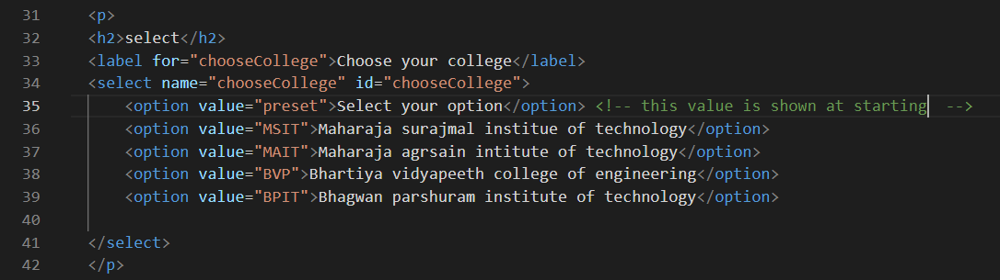 31 <p>
32 <h2>select</h2>
33 <label for="chooseCollege">Choose your college</label>
34 <select name="chooseCollege" id="chooseCollege">
35 <option value="preset">Select your option</option> <!-- this value is shown at starting -->
36 <option value="MSIT">Maharaja surajmal institue of technology</option>
37 <option value="MAIT">Maharaja agrsain intitute of technology</option>
38 <option value="BVP">Bhartiya vidyapeeth college of engineering</option>
39 <option value="BPIT">Bhagwan parshuram institute of technology</option>
40
41 </select>
42 </p>